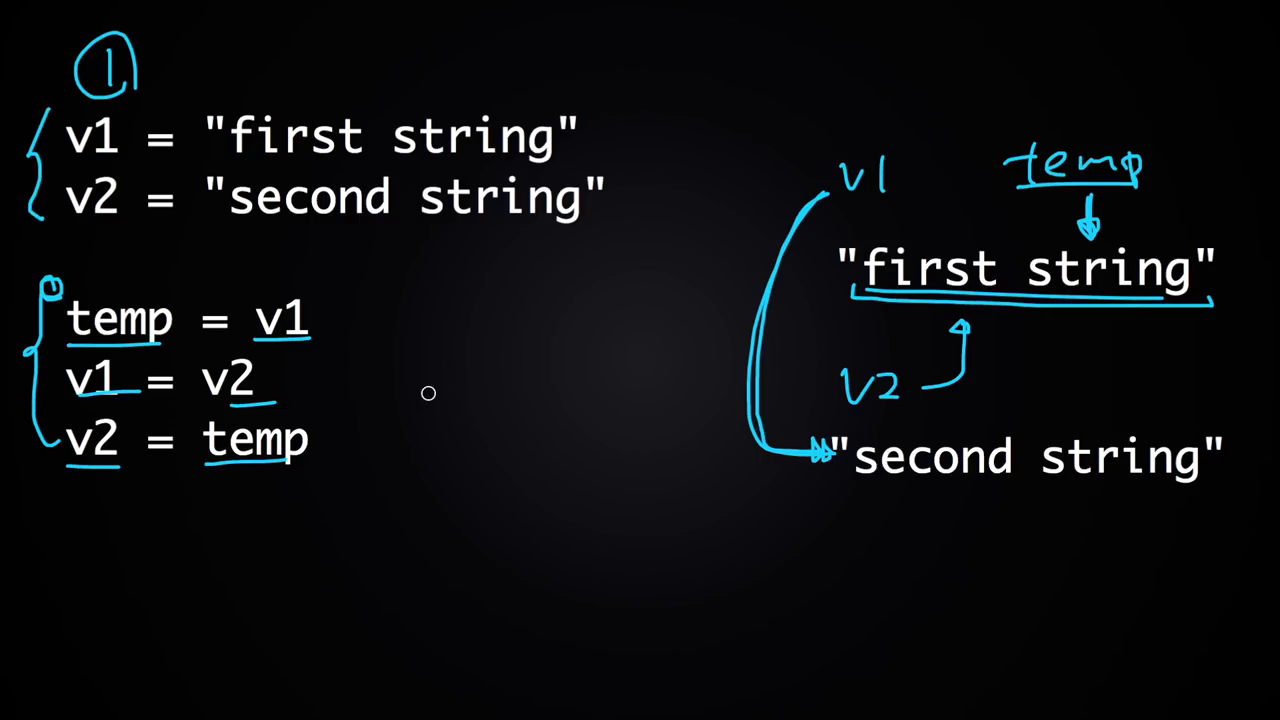 1
v1 = "first string"
v2 = "second string"
temp = v1
v1 = v2
v2 = temp
v1
temp
"first string"
v2
"second string"